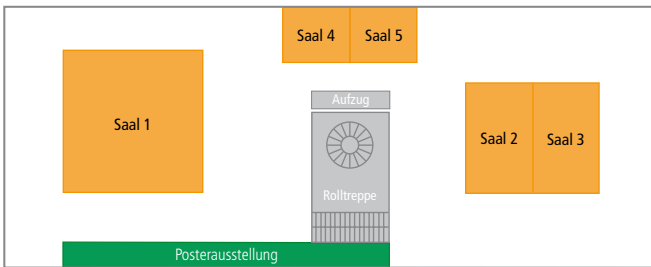 Saal 4
Saal 5
Aufzug
Saal 1
Saal 2
Saal 3
Rolltreppe
Posterausstellung